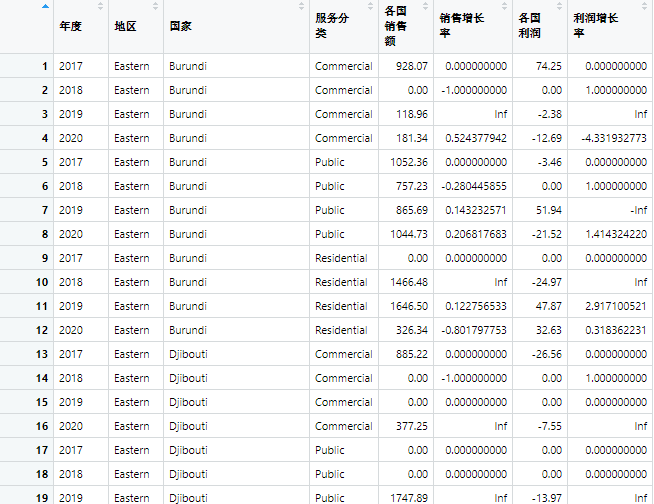 年度 地区 国家 服务分类 各国销售额 销售增长率 各国利润 利润增长率
1 2017 Eastern Burundi Commercial 928.07 0.000000000 74.25 0.000000000
2 2018 Eastern Burundi Commercial 0.00 -1.000000000 0.00 1.000000000
3 2019 Eastern Burundi Commercial 118.96 Inf -2.38 Inf
4 2020 Eastern Burundi Commercial 181.34 0.524377942 -12.69 -4.331932773
5 2017 Eastern Burundi Public 1052.36 0.000000000 -3.46 0.000000000
6 2018 Eastern Burundi Public 757.23 -0.280445855 0.00 1.000000000
7 2019 Eastern Burundi Public 865.69 0.143232571 51.94 -Inf
8 2020 Eastern Burundi Public 1044.73 0.206817683 -21.52 1.414324220
9 2017 Eastern Burundi Residential 0.00 0.000000000 0.00 0.000000000
10 2018 Eastern Burundi Residential 1466.48 Inf -24.97 Inf
11 2019 Eastern Burundi Residential 1646.50 0.122756533 47.87 2.917100521
12 2020 Eastern Burundi Residential 326.34 -0.801797753 32.63 0.318362231
13 2017 Eastern Djibouti Commercial 885.22 0.000000000 -26.56 0.000000000
14 2018 Eastern Djibouti Commercial 0.00 -1.000000000 0.00 1.000000000
15 2019 Eastern Djibouti Commercial 0.00 0.000000000 0.00 0.000000000
16 2020 Eastern Djibouti Commercial 377.25 Inf -7.55 Inf
17 2017 Eastern Djibouti Public 0.00 0.000000000 0.00 0.000000000
18 2018 Eastern Djibouti Public 0.00 0.000000000 0.00 0.000000000
19 2019 Eastern Djibouti Public 1747.89 Inf -13.97 Inf